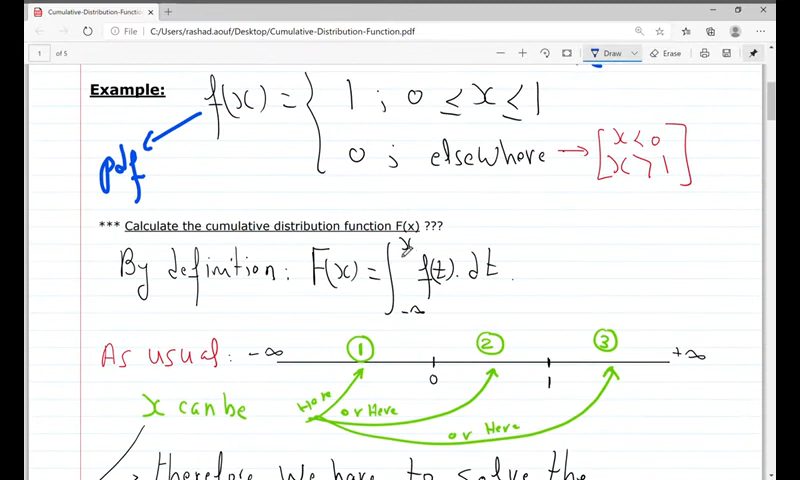 Cumulative-Distribution-Function
File | C:/Users/rashad.aouf/Desktop/Cumulative-Distribution-Function.pdf
1 of 5
Draw
Erase
Example: f(x) = { 1 ; 0 ≤ x ≤ 1
0 ; elsewhere → [ x < 0
x > 1 ]
pdf
*** Calculate the cumulative distribution function F(x) ???
By definition: F(x) = ∫_{-∞}^{x} f(t). dt.
As usual: -∞ 1 2 3 +∞
0 1
x can be Here or Here
or Here
therefore we have to solve the